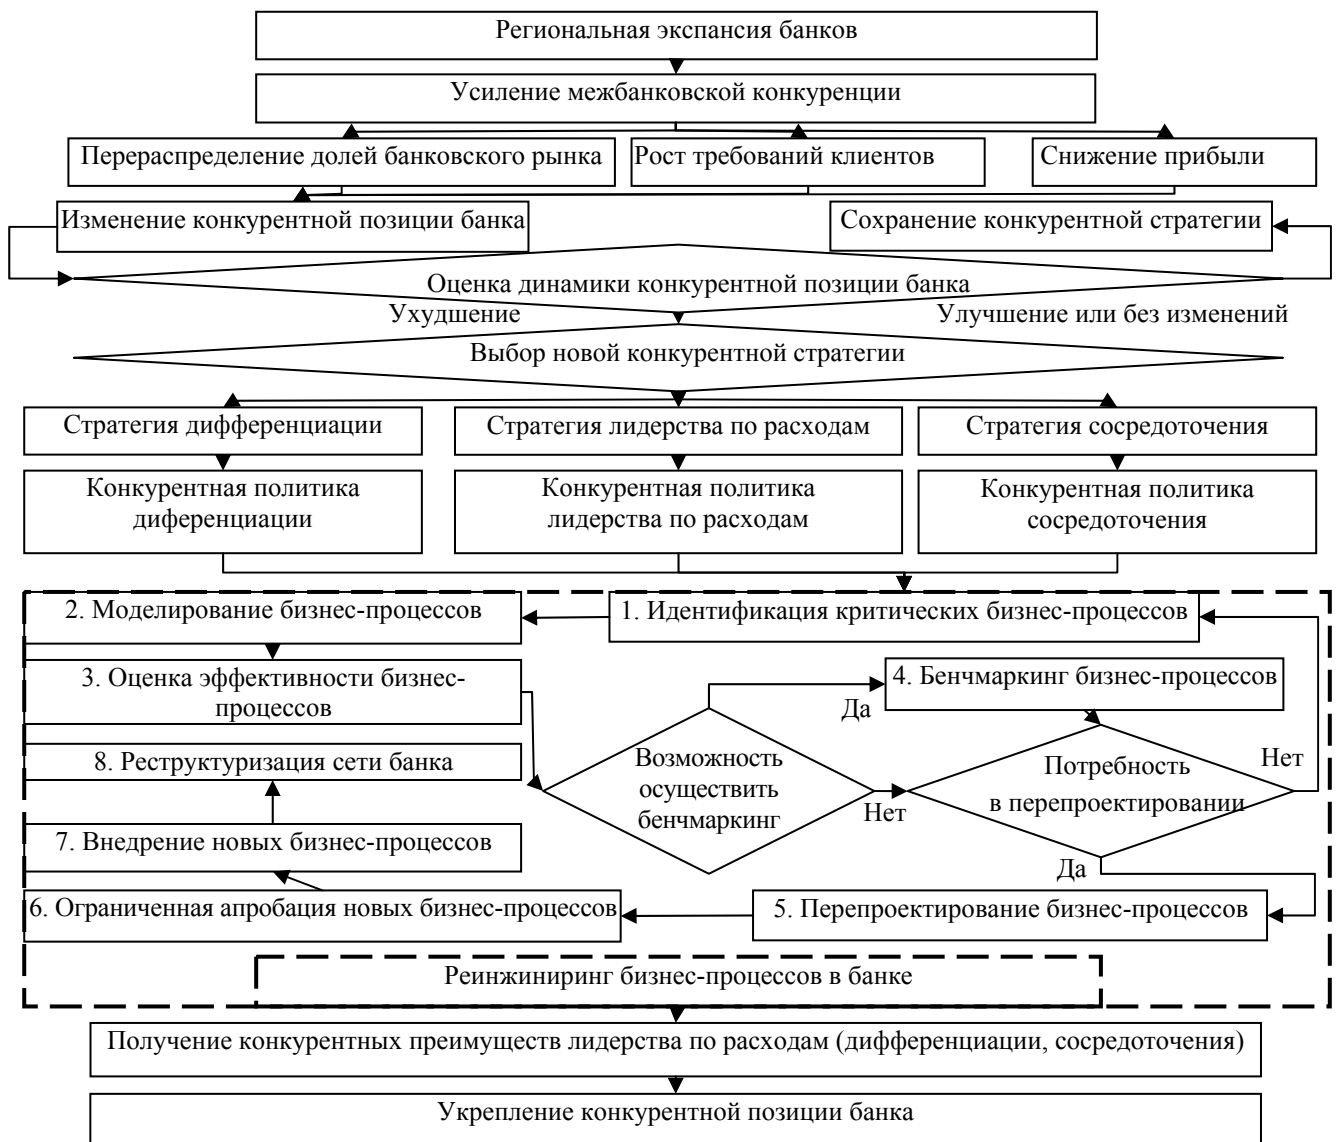 Региональная экспансия банков
Усиление межбанковской конкуренции
Перераспределение долей банковского рынка
Рост требований клиентов
Снижение прибыли
Изменение конкурентной позиции банка
Сохранение конкурентной стратегии
Оценка динамики конкурентной позиции банка
Ухудшение
Улучшение или без изменений
Выбор новой конкурентной стратегии
Стратегия дифференциации
Стратегия лидерства по расходам
Стратегия сосредоточения
Конкурентная политика
диференциации
Конкурентная политика
лидерства по расходам
Конкурентная политика
сосредоточения
2. Моделирование бизнес-процессов
1. Идентификация критических бизнес-процессов
3. Оценка эффективности бизнес-
процессов
4. Бенчмаркинг бизнес-процессов
Да
8. Реструктуризация сети банка
Возможность
осуществить
бенчмаркинг
Нет
Потребность
в перепроектировании
Нет
7. Внедрение новых бизнес-процессов
Да
6. Ограниченная апробация новых бизнес-процессов
5. Перепроектирование бизнес-процессов
Реинжиниринг бизнес-процессов в банке
Получение конкурентных преимуществ лидерства по расходам (дифференциации, сосредоточения)
Укрепление конкурентной позиции банка